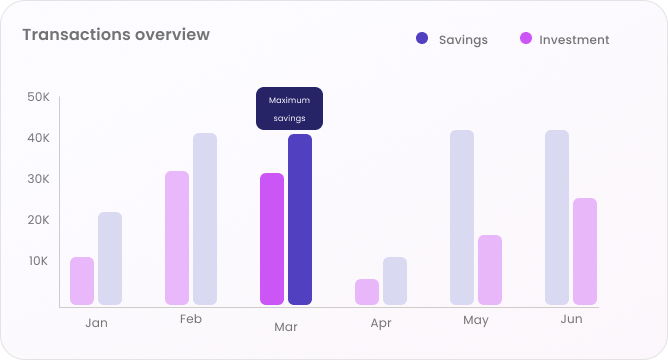 Transactions overview
Savings
Investment
50K
40K
30K
20K
10K
Maximum
savings
Jan
Feb
Mar
Apr
May
Jun